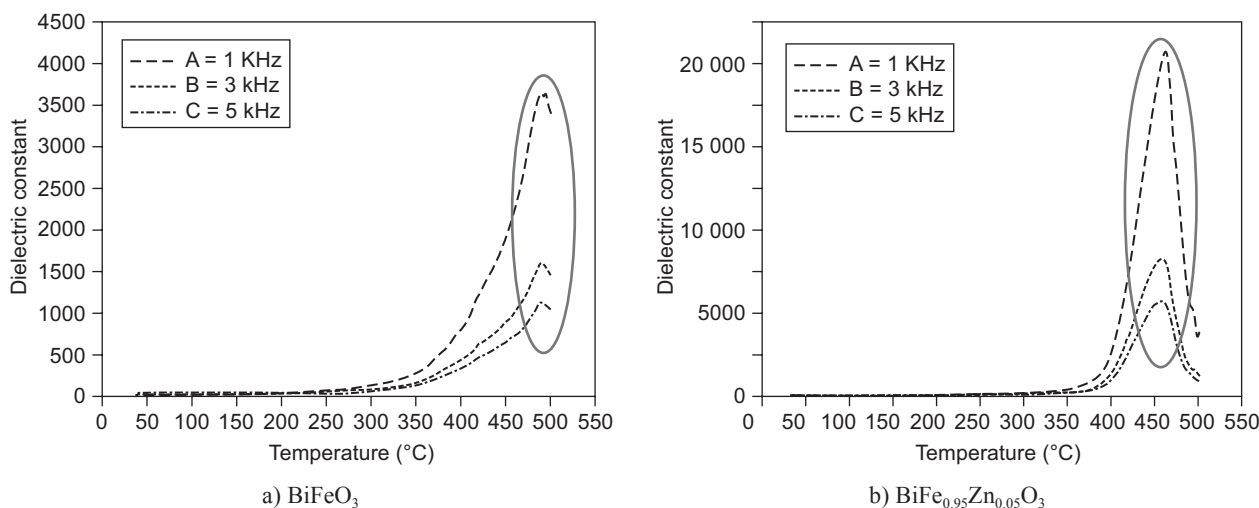 4500
4000
3500
3000
2500
2000
1500
1000
500
0
Dielectric constant
A = 1 KHz
B = 3 kHz
C = 5 kHz
0 50 100 150 200 250 300 350 400 450 500 550
Temperature (°C)
a) BiFeO₃
20 000
15 000
10 000
5000
0
Dielectric constant
A = 1 KHz
B = 3 kHz
C = 5 kHz
0 50 100 150 200 250 300 350 400 450 500 550
Temperature (°C)
b) BiFe₀.₉₅Zn₀.₀₅O₃